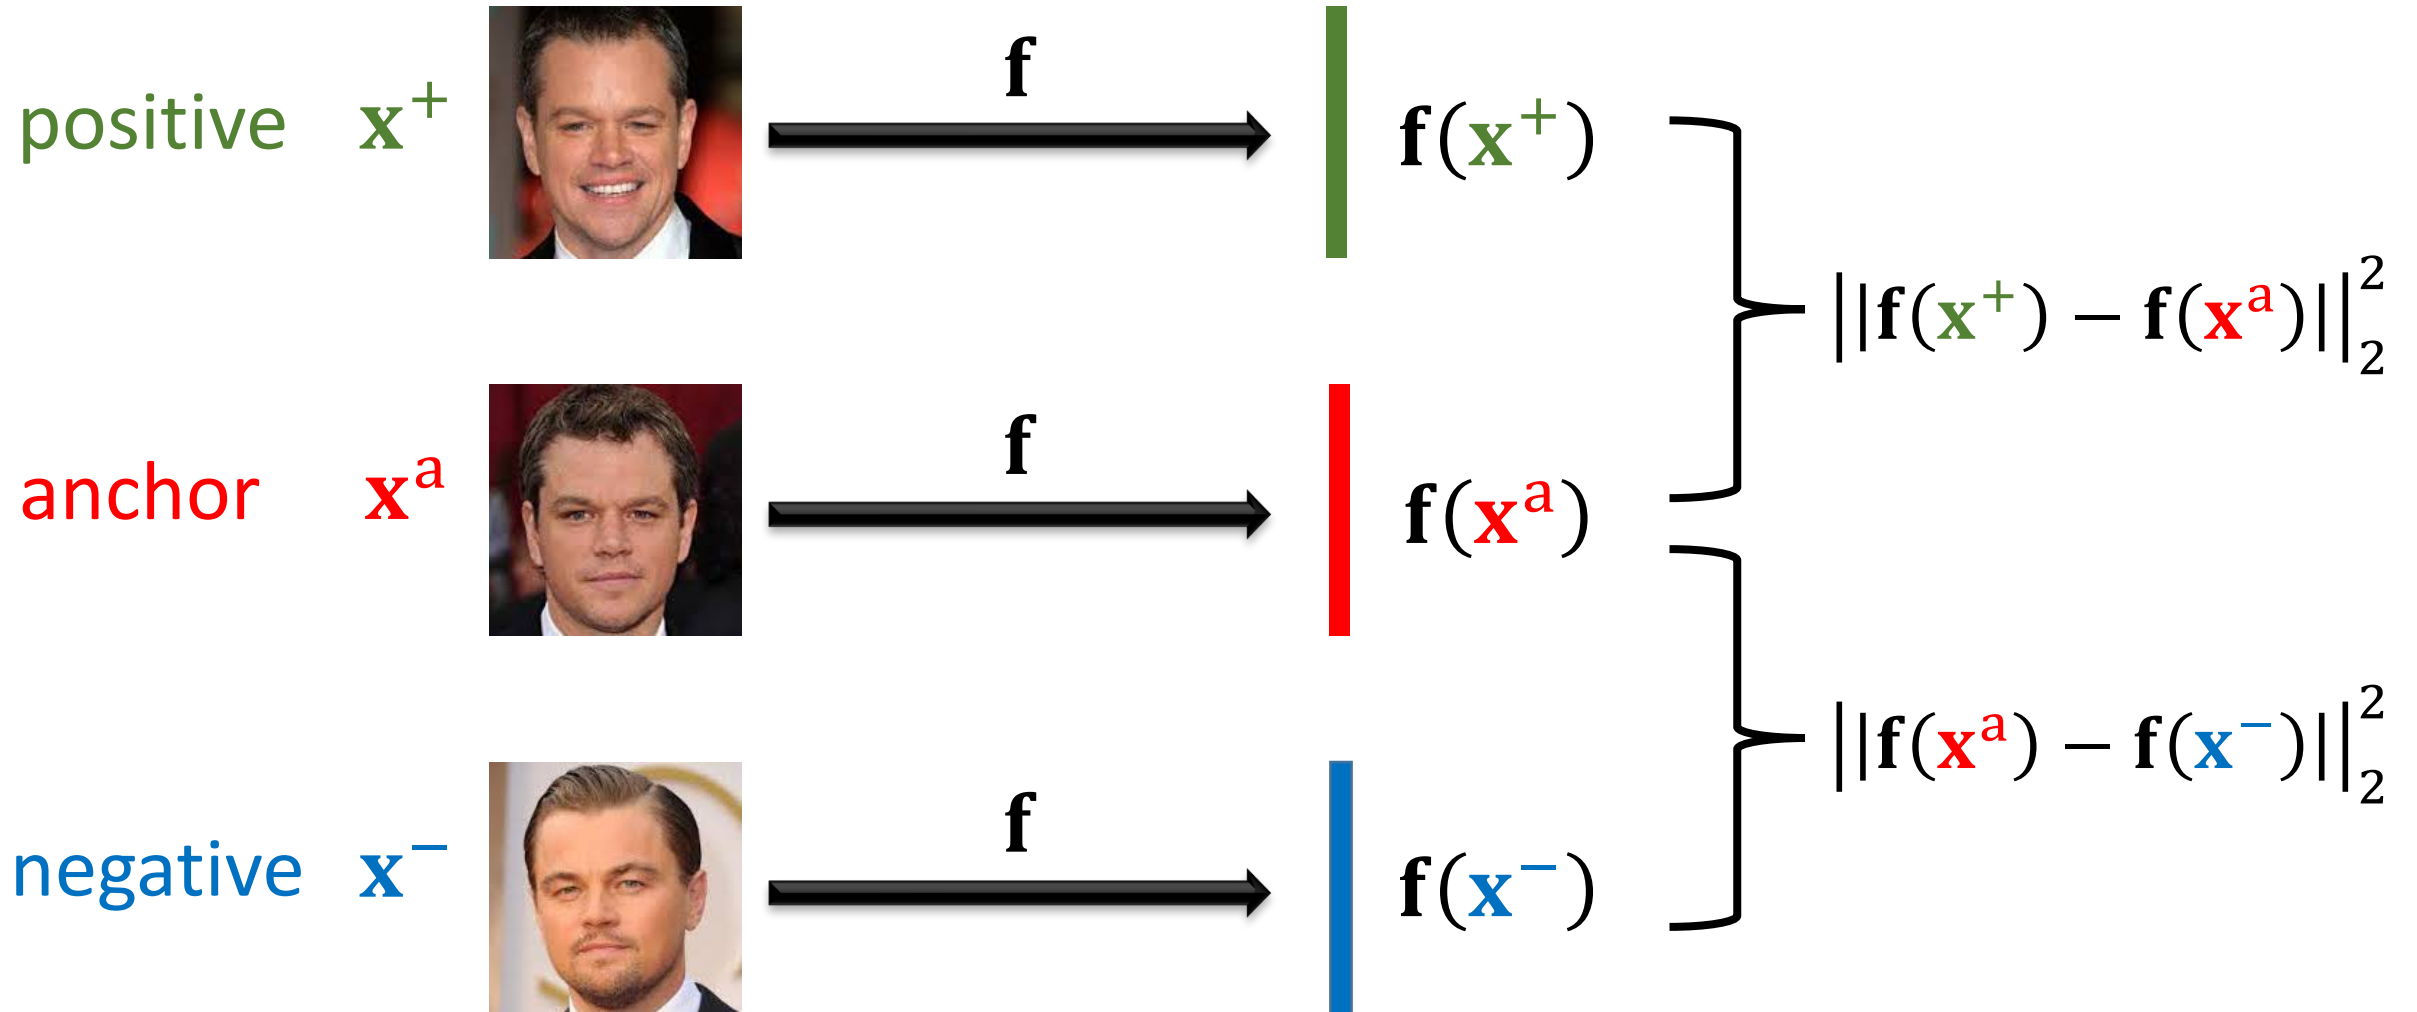 positive x⁺ f f(x⁺)
||f(x⁺) − f(xᵃ)||₂²
anchor xᵃ f f(xᵃ)
||f(xᵃ) − f(x⁻)||₂²
negative x⁻ f f(x⁻)